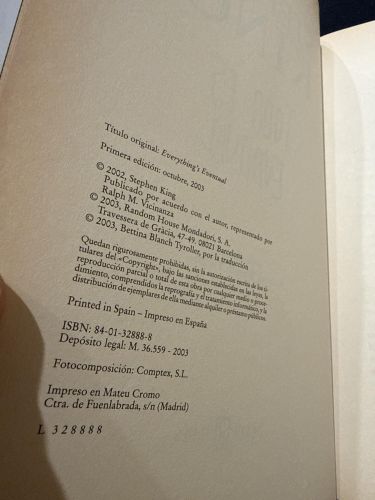 Título original: Everything's Eventual
Primera edición: octubre, 2003
© 2002, Stephen King
Publicado por acuerdo con el autor, representado por
Ralph M. Vicinanza
© 2003, Random House Mondadori, S. A.
Travessera de Gràcia, 47-49. 08021 Barcelona
© 2003, Bettina Blanch Tyroller, por la traducción
Quedan rigurosamente prohibidas, sin la autorización escrita de los ti-
tulares del «Copyright», bajo las sanciones establecidas en las leyes, la
reproducción parcial o total de esta obra por cualquier medio o proce-
dimiento, comprendidos la reprografía y el tratamiento informático, y la
distribución de ejemplares de ella mediante alquiler o préstamo públicos.
Printed in Spain – Impreso en España
ISBN: 84-01-32888-8
Depósito legal: M. 36.559 - 2003
Fotocomposición: Comptex, S.L.
Impreso en Mateu Cromo
Ctra. de Fuenlabrada, s/n (Madrid)
L 328888